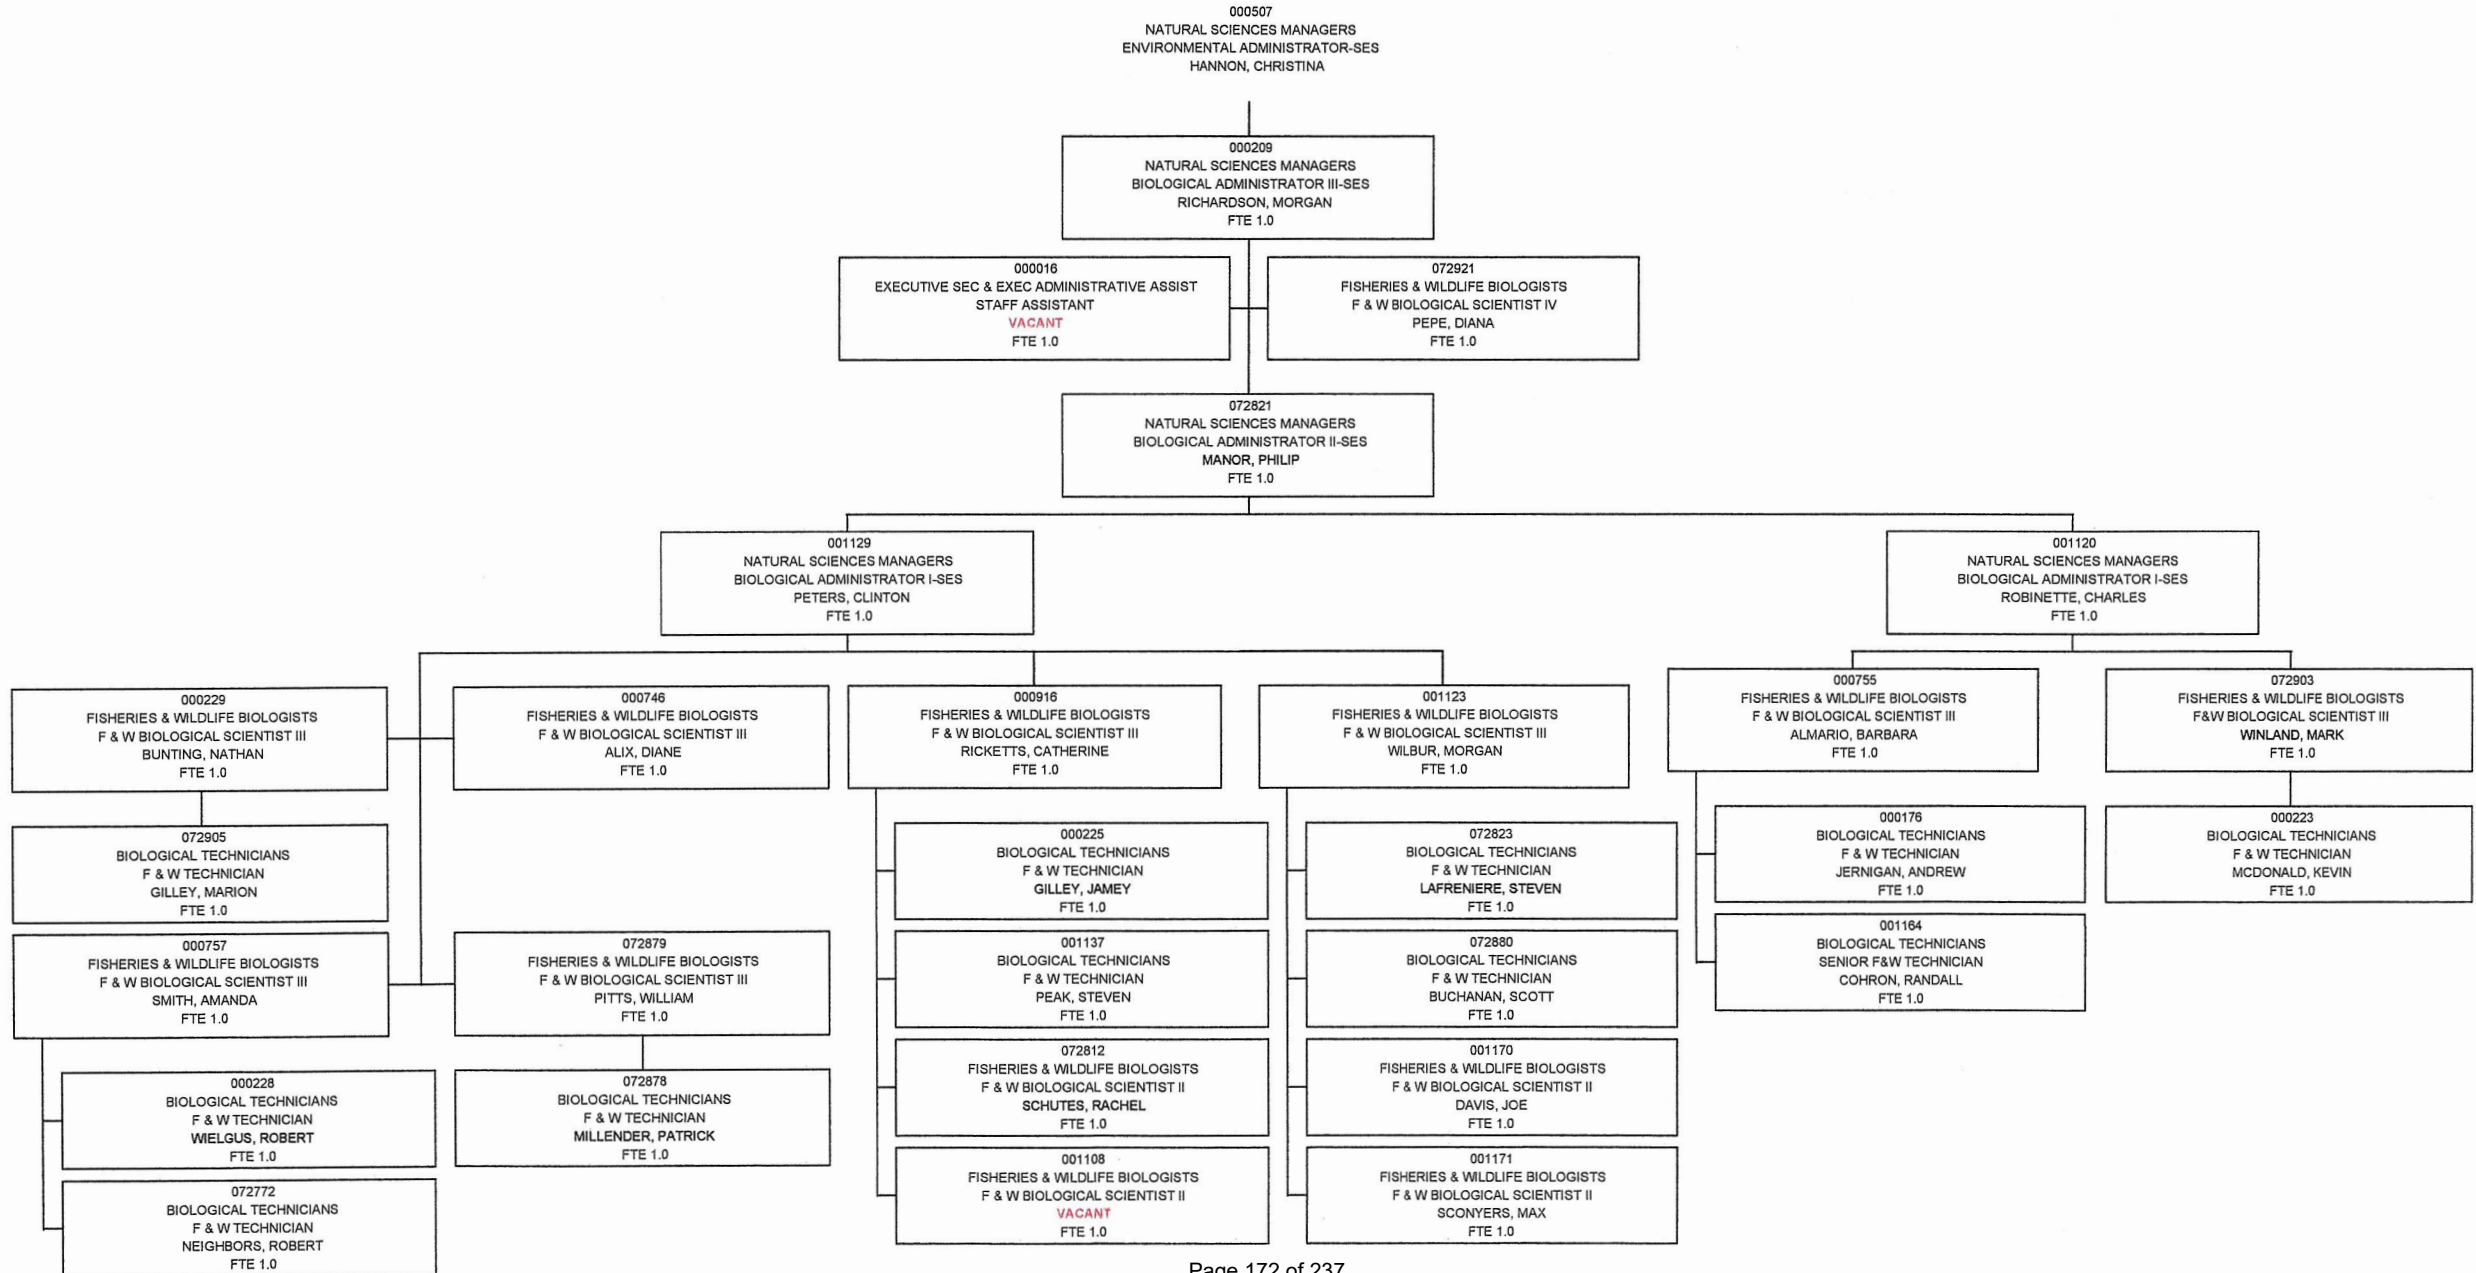 000507
NATURAL SCIENCES MANAGERS
ENVIRONMENTAL ADMINISTRATOR-SES
HANNON, CHRISTINA
000209
NATURAL SCIENCES MANAGERS
BIOLOGICAL ADMINISTRATOR III-SES
RICHARDSON, MORGAN
FTE 1.0
000016
EXECUTIVE SEC & EXEC ADMINISTRATIVE ASSIST
STAFF ASSISTANT
VACANT
FTE 1.0
072921
FISHERIES & WILDLIFE BIOLOGISTS
F & W BIOLOGICAL SCIENTIST IV
PEPE, DIANA
FTE 1.0
072821
NATURAL SCIENCES MANAGERS
BIOLOGICAL ADMINISTRATOR II-SES
MANOR, PHILIP
FTE 1.0
001129
NATURAL SCIENCES MANAGERS
BIOLOGICAL ADMINISTRATOR I-SES
PETERS, CLINTON
FTE 1.0
001120
NATURAL SCIENCES MANAGERS
BIOLOGICAL ADMINISTRATOR I-SES
ROBINETTE, CHARLES
FTE 1.0
000229
FISHERIES & WILDLIFE BIOLOGISTS
F & W BIOLOGICAL SCIENTIST III
BUNTING, NATHAN
FTE 1.0
000746
FISHERIES & WILDLIFE BIOLOGISTS
F & W BIOLOGICAL SCIENTIST III
ALIX, DIANE
FTE 1.0
000916
FISHERIES & WILDLIFE BIOLOGISTS
F & W BIOLOGICAL SCIENTIST III
RICKETTS, CATHERINE
FTE 1.0
001123
FISHERIES & WILDLIFE BIOLOGISTS
F & W BIOLOGICAL SCIENTIST III
WILBUR, MORGAN
FTE 1.0
000755
FISHERIES & WILDLIFE BIOLOGISTS
F & W BIOLOGICAL SCIENTIST III
ALMARIO, BARBARA
FTE 1.0
072903
FISHERIES & WILDLIFE BIOLOGISTS
F&W BIOLOGICAL SCIENTIST III
WINLAND, MARK
FTE 1.0
072905
BIOLOGICAL TECHNICIANS
F & W TECHNICIAN
GILLEY, MARION
FTE 1.0
000225
BIOLOGICAL TECHNICIANS
F & W TECHNICIAN
GILLEY, JAMEY
FTE 1.0
072823
BIOLOGICAL TECHNICIANS
F & W TECHNICIAN
LAFRENIERE, STEVEN
FTE 1.0
000176
BIOLOGICAL TECHNICIANS
F & W TECHNICIAN
JERNIGAN, ANDREW
FTE 1.0
000223
BIOLOGICAL TECHNICIANS
F & W TECHNICIAN
MCDONALD, KEVIN
FTE 1.0
000757
FISHERIES & WILDLIFE BIOLOGISTS
F & W BIOLOGICAL SCIENTIST III
SMITH, AMANDA
FTE 1.0
072879
FISHERIES & WILDLIFE BIOLOGISTS
F & W BIOLOGICAL SCIENTIST III
PITTS, WILLIAM
FTE 1.0
001137
BIOLOGICAL TECHNICIANS
F & W TECHNICIAN
PEAK, STEVEN
FTE 1.0
072880
BIOLOGICAL TECHNICIANS
F & W TECHNICIAN
BUCHANAN, SCOTT
FTE 1.0
001164
BIOLOGICAL TECHNICIANS
SENIOR F&W TECHNICIAN
COHRON, RANDALL
FTE 1.0
000228
BIOLOGICAL TECHNICIANS
F & W TECHNICIAN
WIELGUS, ROBERT
FTE 1.0
072878
BIOLOGICAL TECHNICIANS
F & W TECHNICIAN
MILLENDER, PATRICK
FTE 1.0
072812
FISHERIES & WILDLIFE BIOLOGISTS
F & W BIOLOGICAL SCIENTIST II
SCHUTES, RACHEL
FTE 1.0
001170
FISHERIES & WILDLIFE BIOLOGISTS
F & W BIOLOGICAL SCIENTIST II
DAVIS, JOE
FTE 1.0
072772
BIOLOGICAL TECHNICIANS
F & W TECHNICIAN
NEIGHBORS, ROBERT
FTE 1.0
001108
FISHERIES & WILDLIFE BIOLOGISTS
F & W BIOLOGICAL SCIENTIST II
VACANT
FTE 1.0
001171
FISHERIES & WILDLIFE BIOLOGISTS
F & W BIOLOGICAL SCIENTIST II
SCONYERS, MAX
FTE 1.0
Page 172 of 237